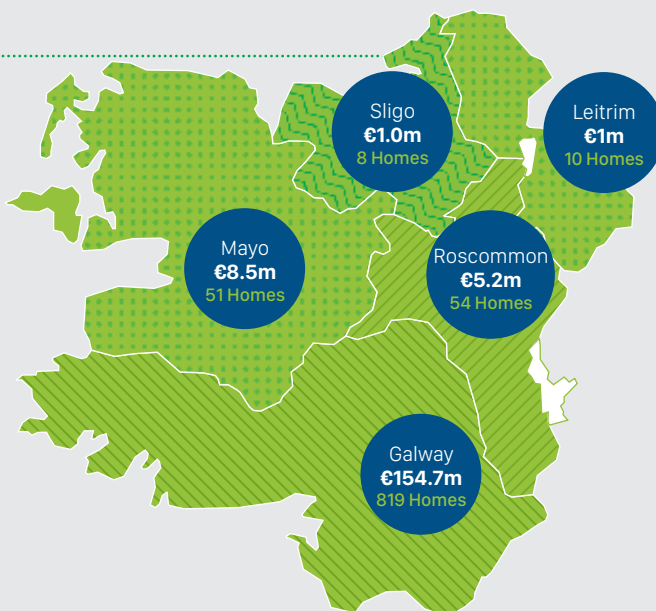 Sligo
€1.0m
8 Homes
Leitrim
€1m
10 Homes
Mayo
€8.5m
51 Homes
Roscommon
€5.2m
54 Homes
Galway
€154.7m
819 Homes